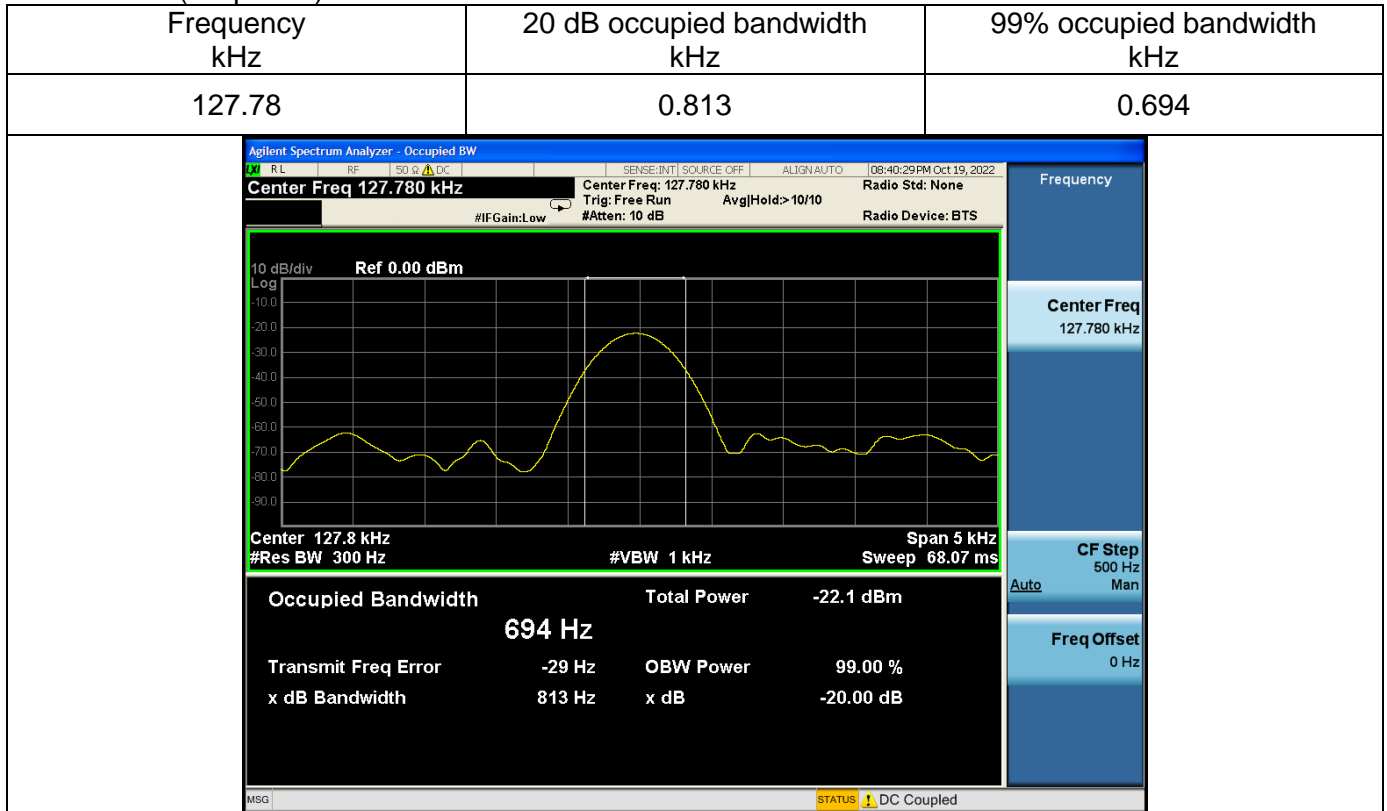 Frequency 20 dB occupied bandwidth 99% occupied bandwidth
kHz kHz kHz
127.78 0.813 0.694
Agilent Spectrum Analyzer - Occupied BW
LXI RL RF 50 Ω DC SENSE:INT SOURCE OFF ALIGN AUTO 08:40:29 PM Oct 19, 2022
Center Freq 127.780 kHz Center Freq: 127.780 kHz Radio Std: None
Trig: Free Run Avg|Hold:>10/10
#IFGain:Low #Atten: 10 dB Radio Device: BTS
10 dB/div Ref 0.00 dBm
Log
-10.0
-20.0
-30.0
-40.0
-50.0
-60.0
-70.0
-80.0
-90.0
Center 127.8 kHz Span 5 kHz
#Res BW 300 Hz #VBW 1 kHz Sweep 68.07 ms
Occupied Bandwidth Total Power -22.1 dBm
694 Hz
Transmit Freq Error -29 Hz OBW Power 99.00 %
x dB Bandwidth 813 Hz x dB -20.00 dB
MSG STATUS DC Coupled
Frequency
Center Freq
127.780 kHz
CF Step
500 Hz
Auto Man
Freq Offset
0 Hz